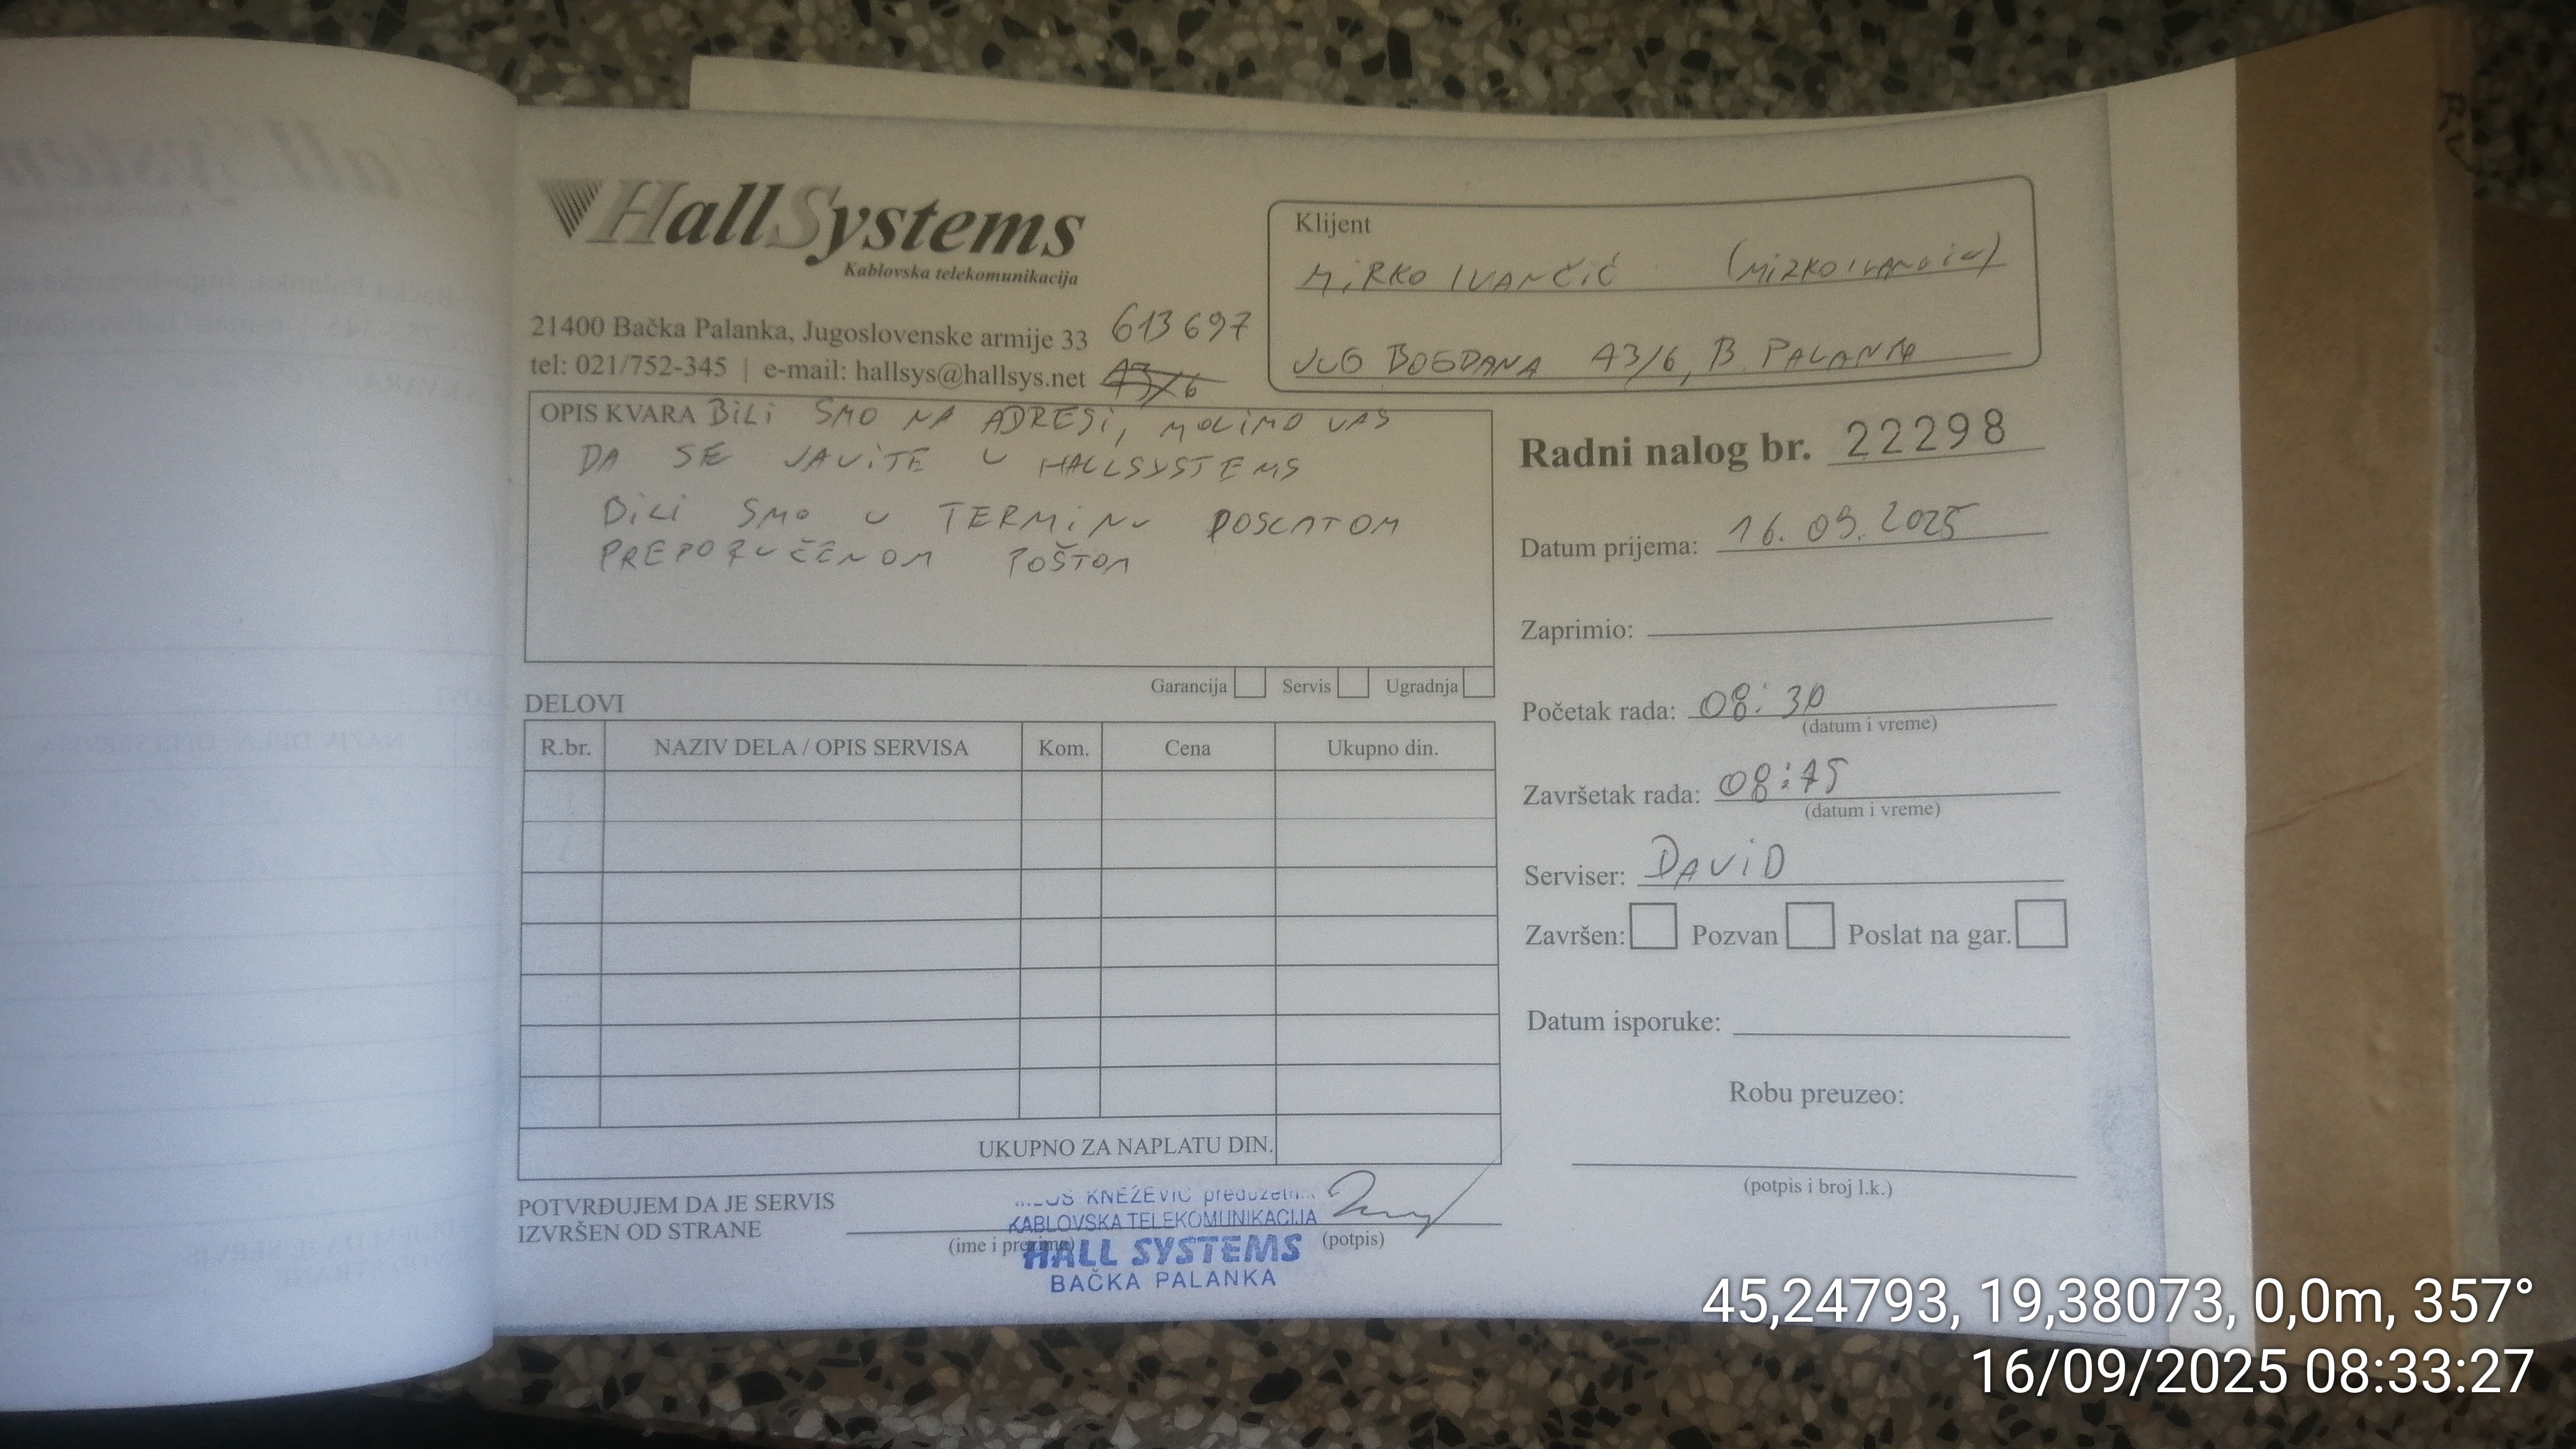 HallSystems
Kablovska telekomunikacija
21400 Bačka Palanka, Jugoslovenske armije 33 613 697
tel: 021/752-345 | e-mail: hallsys@hallsys.net 43/6
Klijent
MiRKO IVANČiĆ (MiRKOIVANCIC)
JUG BOGDANA 43/6, B PALANKA
OPIS KVARA BiLi SMO NA ADRESi, MOLiMO VAS
DA SE JAViTE U HALLSYSTEMS
BiLi SMO U TERMiNU POSLATOM
PREPORUČENOM POŠTOM
Garancija Servis Ugradnja
Radni nalog br. 22298
Datum prijema: 16.09.2025
Zaprimio:
Početak rada: 08:30
(datum i vreme)
Završetak rada: 08:45
(datum i vreme)
Serviser: DAViD
Završen: Pozvan Poslat na gar.
Datum isporuke:
Robu preuzeo:
(potpis i broj l.k.)
DELOVI
R.br. NAZIV DELA / OPIS SERVISA Kom. Cena Ukupno din.
UKUPNO ZA NAPLATU DIN.
POTVRĐUJEM DA JE SERVIS
IZVRŠEN OD STRANE
(ime i prezime) (potpis)
KNEŽEVIĆ
KABLOVSKA TELEKOMUNIKACIJA
HALL SYSTEMS
BAČKA PALANKA
45,24793, 19,38073, 0,0m, 357°
16/09/2025 08:33:27